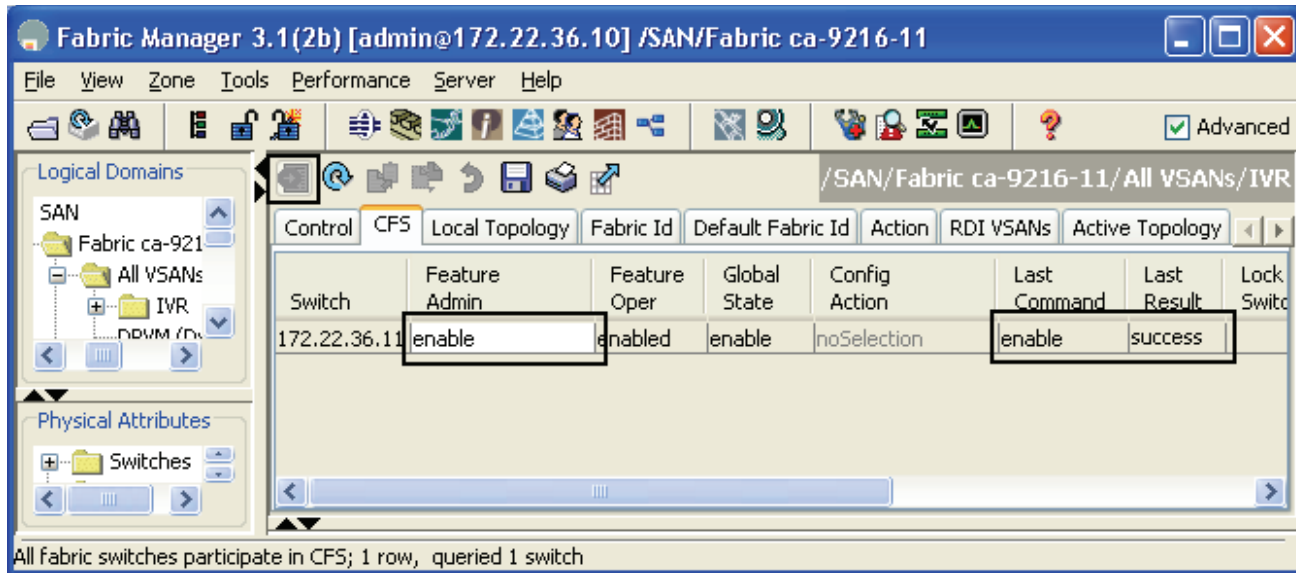 Fabric Manager 3.1(2b) [admin@172.22.36.10] /SAN/Fabric ca-9216-11
File View Zone Tools Performance Server Help
Advanced
Logical Domains
/SAN/Fabric ca-9216-11/All VSANs/IVR
SAN
Fabric ca-921
All VSANs
IVR
Control CFS Local Topology Fabric Id Default Fabric Id Action RDI VSANs Active Topology
Switch Feature Admin Feature Oper Global State Config Action Last Command Last Result Lock
172.22.36.11 enable enabled enable noSelection enable success
Physical Attributes
Switches
All fabric switches participate in CFS; 1 row, queried 1 switch